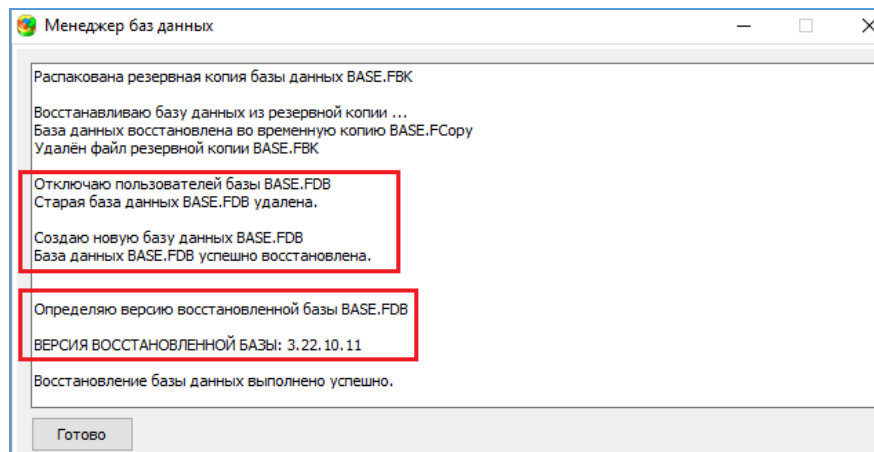 Менеджер баз данных
Распакована резервная копия базы данных BASE.FBK
Восстанавливаю базу данных из резервной копии ...
База данных восстановлена во временную копию BASE.FCopy
Удалён файл резервной копии BASE.FBK
Отключаю пользователей базы BASE.FDB
Старая база данных BASE.FDB удалена.
Создаю новую базу данных BASE.FDB
База данных BASE.FDB успешно восстановлена.
Определяю версию восстановленной базы BASE.FDB
ВЕРСИЯ ВОССТАНОВЛЕННОЙ БАЗЫ: 3.22.10.11
Восстановление базы данных выполнено успешно.
Готово